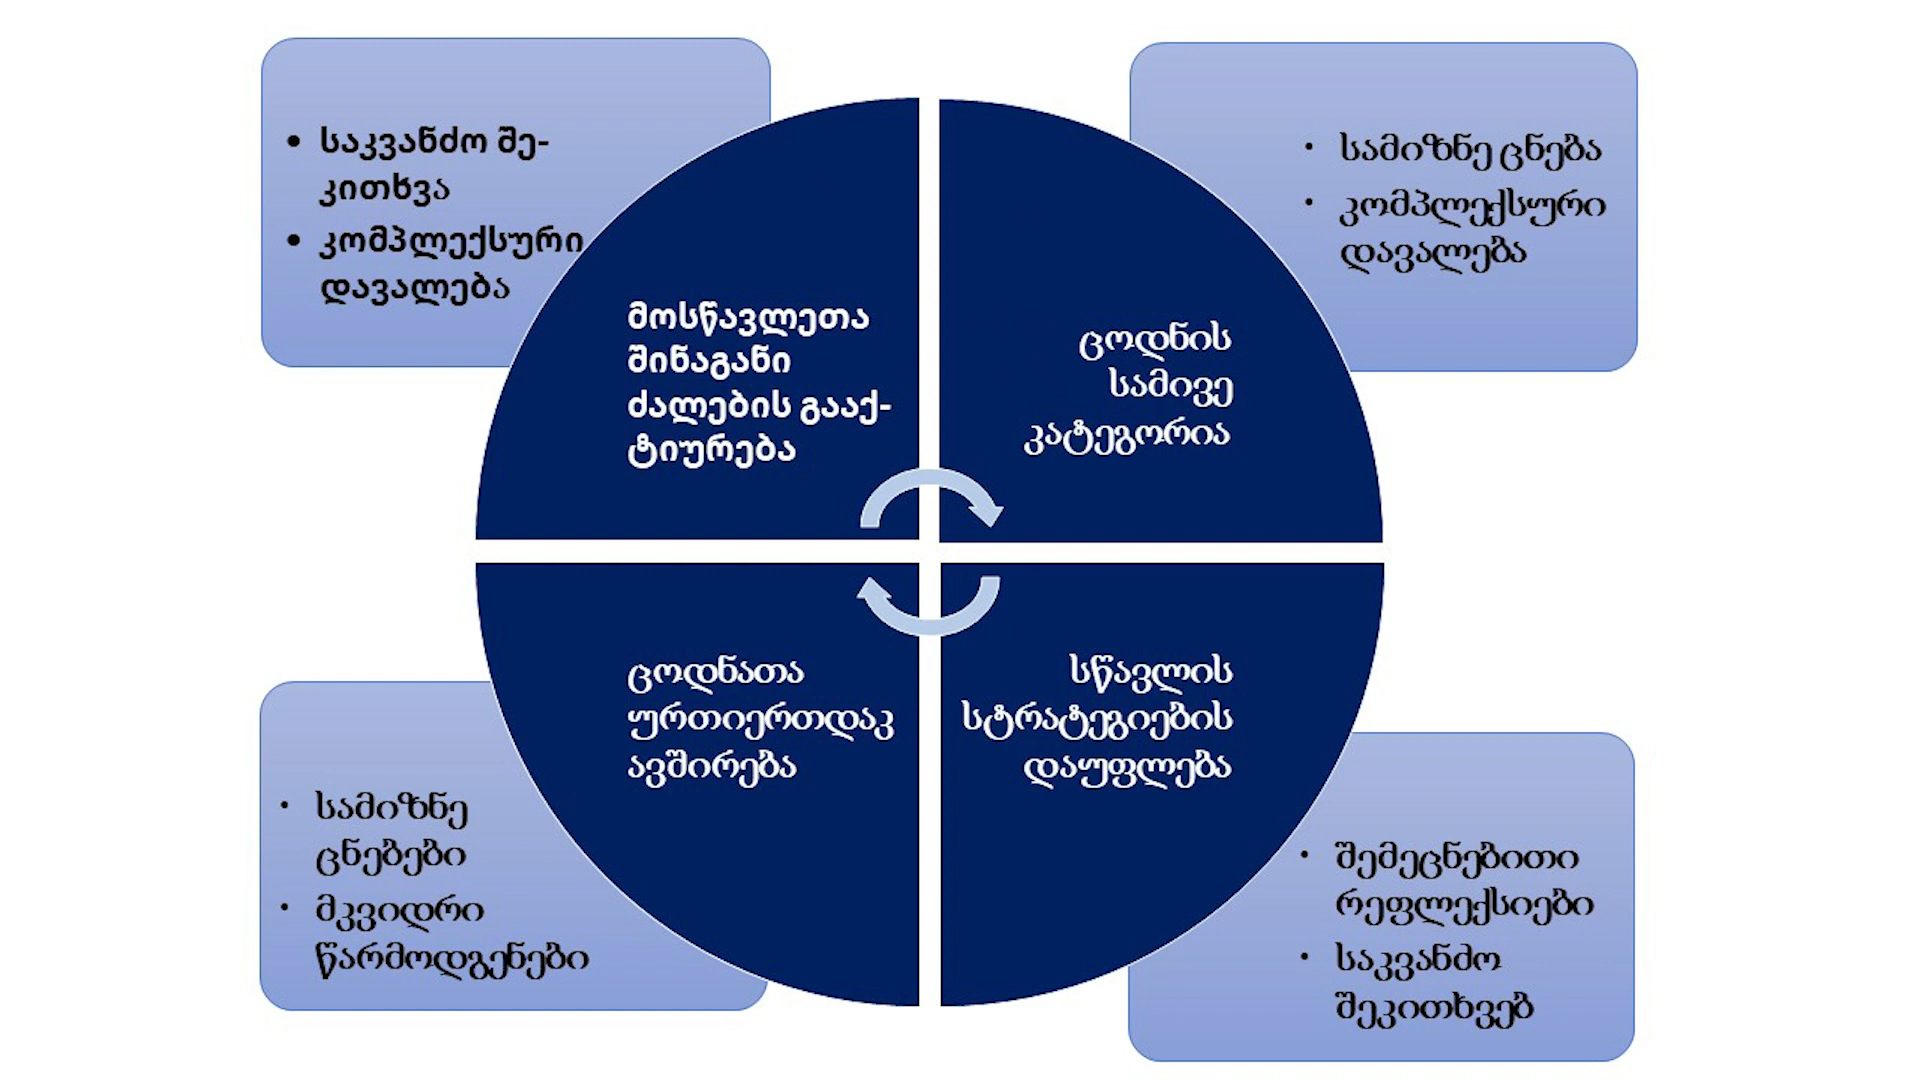 • საკვანძო შე-
კითხვა
• კომპლექსური
დავალება
მოსწავლეთა
შინაგანი
ძალების გააქ-
ტიურება
• სამიზნე ცნება
• კომპლექსური
დავალება
ცოდნის
სამივე
კატეგორია
ცოდნათა
ურთიერთდაკ
ავშირება
• სამიზნე
ცნებები
• მკვიდრი
წარმოდგენები
სწავლის
სტრატეგიების
დაუფლება
• შემეცნებითი
რეფლექსიები
• საკვანძო
შეკითხვებ